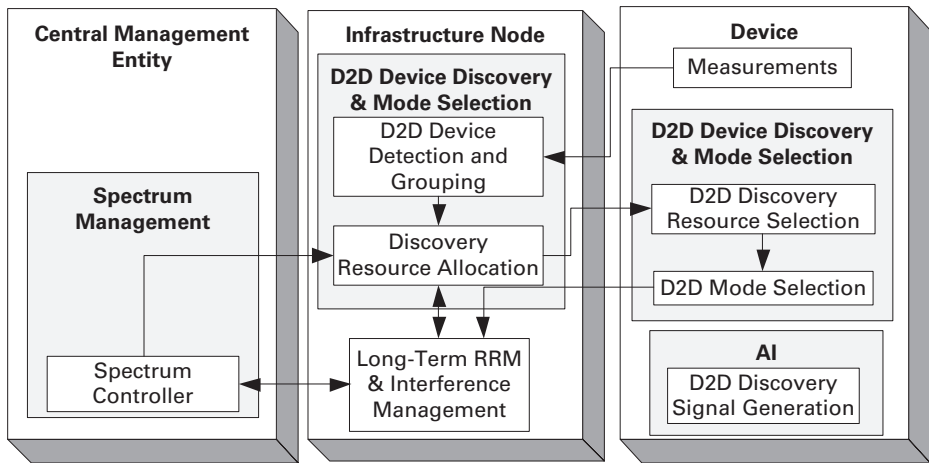 Central Management
Entity
Spectrum
Management
Spectrum
Controller
Infrastructure Node
D2D Device Discovery
& Mode Selection
D2D Device
Detection and
Grouping
Discovery
Resource Allocation
Long-Term RRM
& Interference
Management
Device
Measurements
D2D Device Discovery
& Mode Selection
D2D Discovery
Resource Selection
D2D Mode Selection
AI
D2D Discovery
Signal Generation